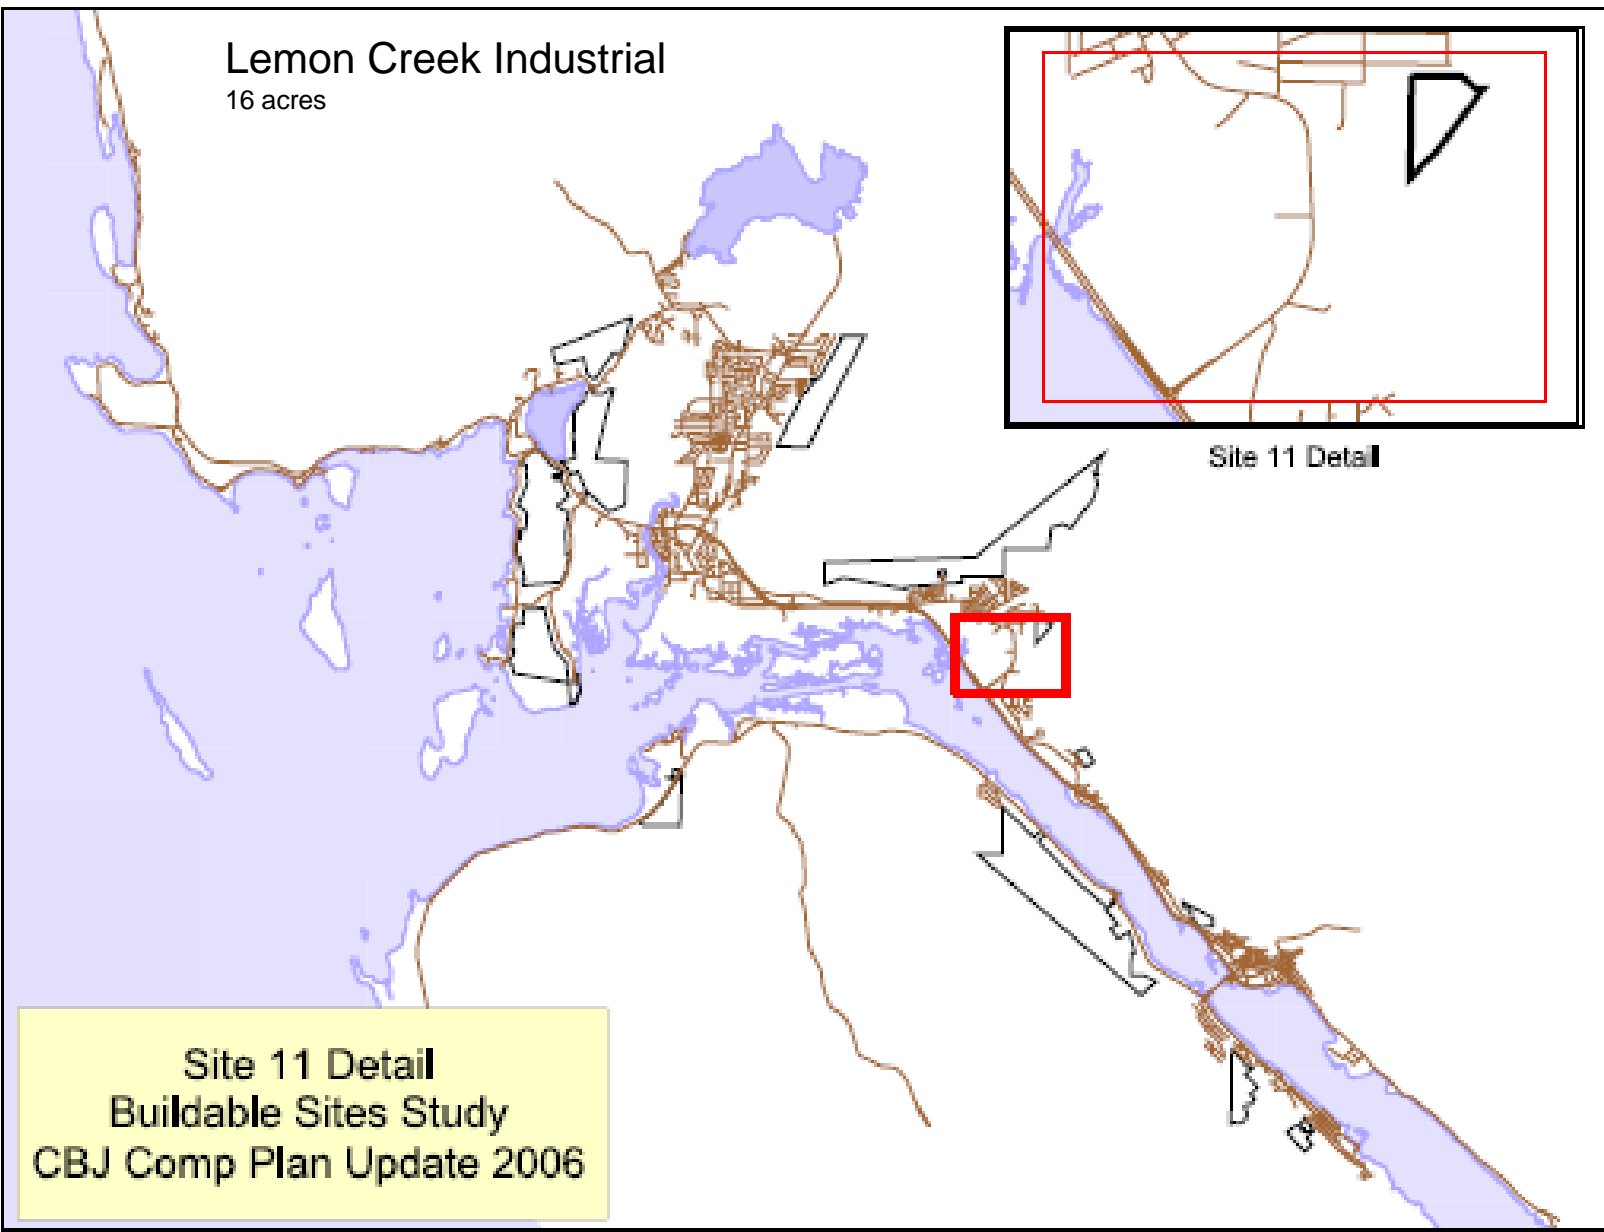 Lemon Creek Industrial
16 acres
Site 11 Detail
Site 11 Detail
Buildable Sites Study
CBJ Comp Plan Update 2006